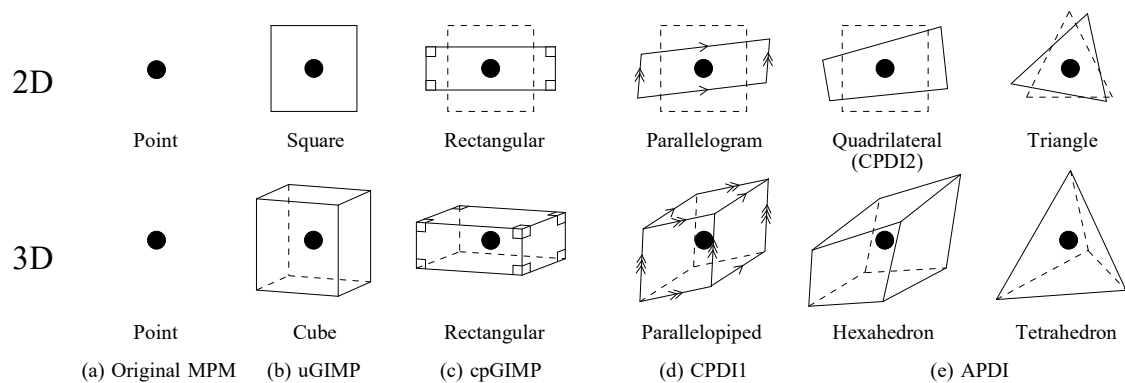 2D
Point
Square
Rectangular
Parallelogram
Quadrilateral
(CPDI2)
Triangle
3D
Point
Cube
Rectangular
Parallelopiped
Hexahedron
Tetrahedron
(a) Original MPM
(b) uGIMP
(c) cpGIMP
(d) CPDI1
(e) APDI